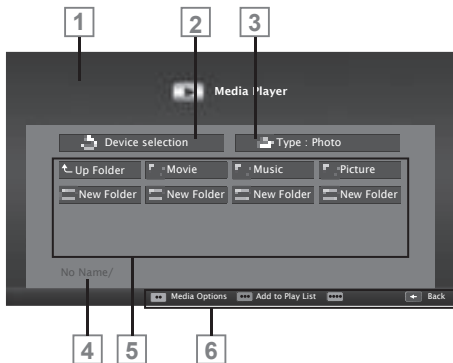 1 2 3
Media Player
Device selection Type : Photo
Up Folder Movie Music Picture
New Folder New Folder New Folder New Folder
No Name/
Media Options Add to Play List Back
4 5 6